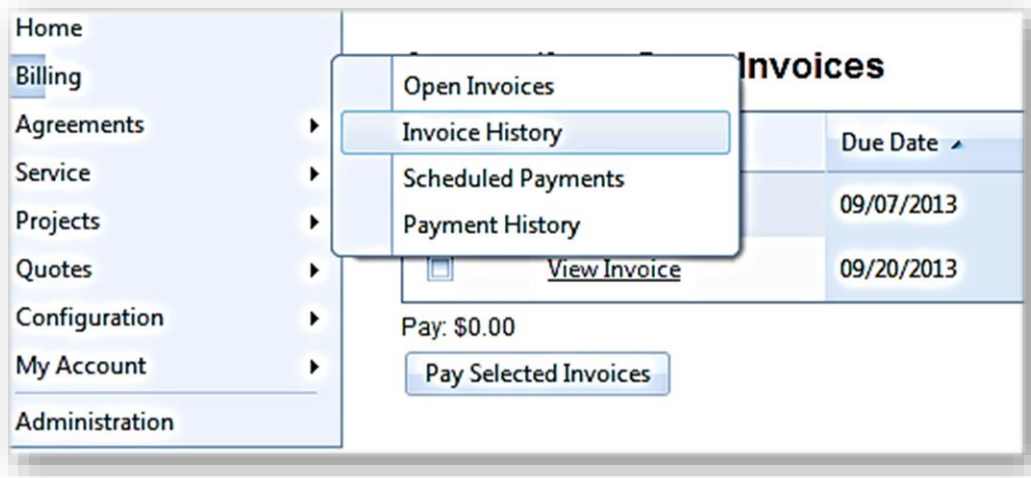 Home
Billing
Agreements
Service
Projects
Quotes
Configuration
My Account
Administration
Invoices
Open Invoices
Invoice History
Scheduled Payments
Payment History
Due Date
09/07/2013
View Invoice 09/20/2013
Pay: $0.00
Pay Selected Invoices